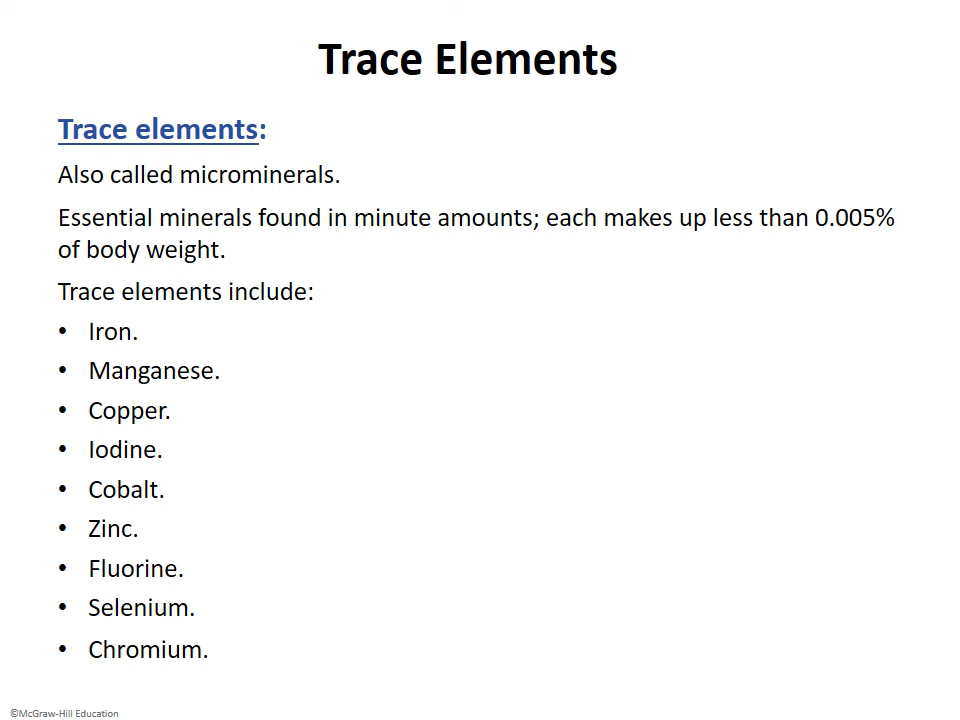 Trace Elements
Trace elements:
Also called microminerals.
Essential minerals found in minute amounts; each makes up less than 0.005%
of body weight.
Trace elements include:
• Iron.
• Manganese.
• Copper.
• Iodine.
• Cobalt.
• Zinc.
• Fluorine.
• Selenium.
• Chromium.
©McGraw-Hill Education